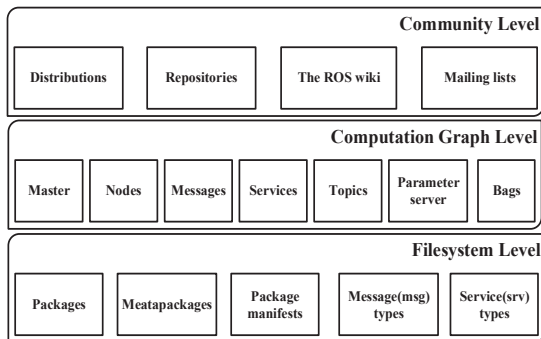 Community Level
Distributions
Repositories
The ROS wiki
Mailing lists
Computation Graph Level
Master
Nodes
Messages
Services
Topics
Parameter
server
Bags
Filesystem Level
Packages
Meatapackages
Package
manifests
Message(msg)
types
Service(srv)
types